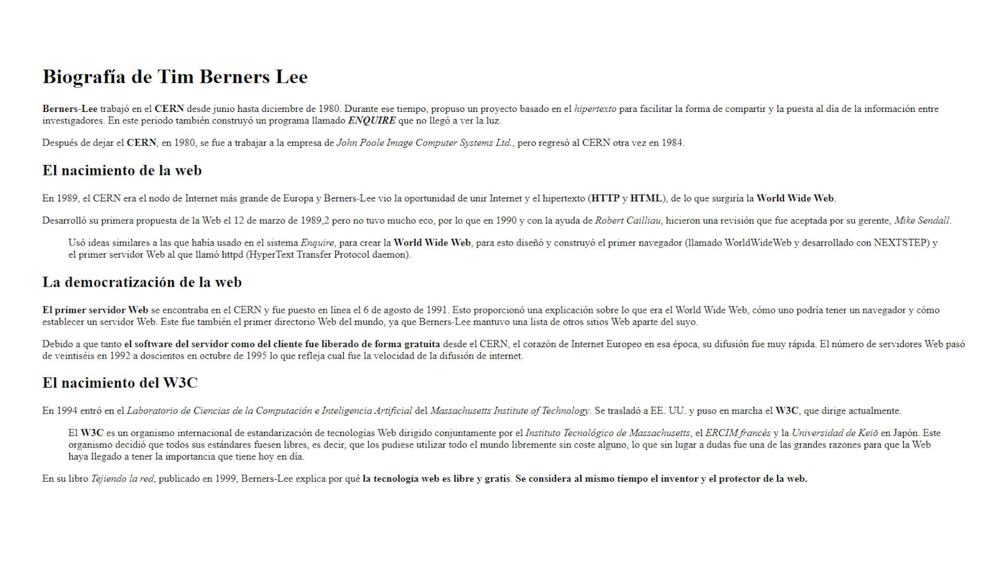 Biografía de Tim Berners Lee
Berners-Lee trabajó en el CERN desde junio hasta diciembre de 1980. Durante ese tiempo, propuso un proyecto basado en el hipertexto para facilitar la forma de compartir y la puesta al día de la información entre
investigadores. En este periodo también construyó un programa llamado ENQUIRE que no llegó a ver la luz.
Después de dejar el CERN, en 1980, se fue a trabajar a la empresa de John Poole Image Computer Systems Ltd., pero regresó al CERN otra vez en 1984.
El nacimiento de la web
En 1989, el CERN era el nodo de Internet más grande de Europa y Berners-Lee vio la oportunidad de unir Internet y el hipertexto (HTTP y HTML), de lo que surgiría la World Wide Web.
Desarrolló su primera propuesta de la Web el 12 de marzo de 1989,2 pero no tuvo mucho eco, por lo que en 1990 y con la ayuda de Robert Cailliau, hicieron una revisión que fue aceptada por su gerente, Mike Sendall.
Usó ideas similares a las que había usado en el sistema Enquire, para crear la World Wide Web, para esto diseñó y construyó el primer navegador (llamado WorldWideWeb y desarrollado con NEXTSTEP) y
el primer servidor Web al que llamó httpd (HyperText Transfer Protocol daemon).
La democratización de la web
El primer servidor Web se encontraba en el CERN y fue puesto en línea el 6 de agosto de 1991. Esto proporcionó una explicación sobre lo que era el World Wide Web, cómo uno podría tener un navegador y cómo
establecer un servidor Web. Este fue también el primer directorio Web del mundo, ya que Berners-Lee mantuvo una lista de otros sitios Web aparte del suyo.
Debido a que tanto el software del servidor como del cliente fue liberado de forma gratuita desde el CERN, el corazón de Internet Europeo en esa época, su difusión fue muy rápida. El número de servidores Web pasó
de veintiséis en 1992 a doscientos en octubre de 1995 lo que refleja cual fue la velocidad de la difusión de internet.
El nacimiento del W3C
En 1994 entró en el Laboratorio de Ciencias de la Computación e Inteligencia Artificial del Massachusetts Institute of Technology. Se trasladó a EE. UU. y puso en marcha el W3C, que dirige actualmente.
El W3C es un organismo internacional de estandarización de tecnologías Web dirigido conjuntamente por el Instituto Tecnológico de Massachusetts, el ERCIM francés y la Universidad de Keiō en Japón. Este
organismo decidió que todos sus estándares fuesen libres, es decir, que los pudiese utilizar todo el mundo libremente sin coste alguno, lo que sin lugar a dudas fue una de las grandes razones para que la Web
haya llegado a tener la importancia que tiene hoy en día.
En su libro Tejiendo la red, publicado en 1999, Berners-Lee explica por qué la tecnología web es libre y gratis. Se considera al mismo tiempo el inventor y el protector de la web.